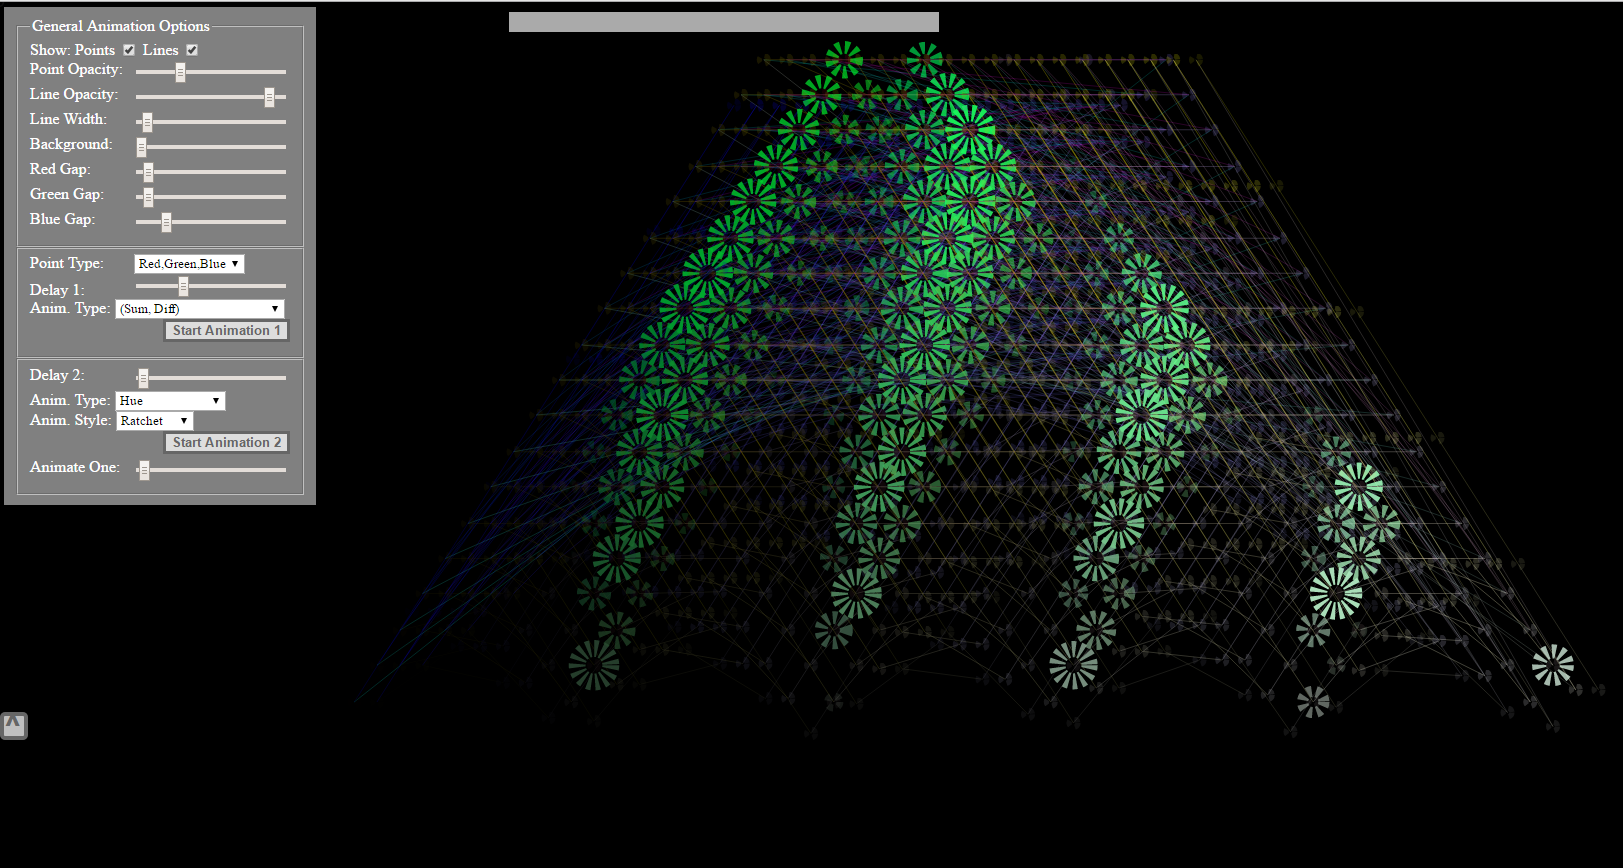 General Animation Options
Show: Points Lines
Point Opacity:
Line Opacity:
Line Width:
Background:
Red Gap:
Green Gap:
Blue Gap:
Point Type: Red,Green,Blue
Delay 1:
Anim. Type: (Sum, Diff)
Start Animation 1
Delay 2:
Anim. Type: Hue
Anim. Style: Ratchet
Start Animation 2
Animate One:
^